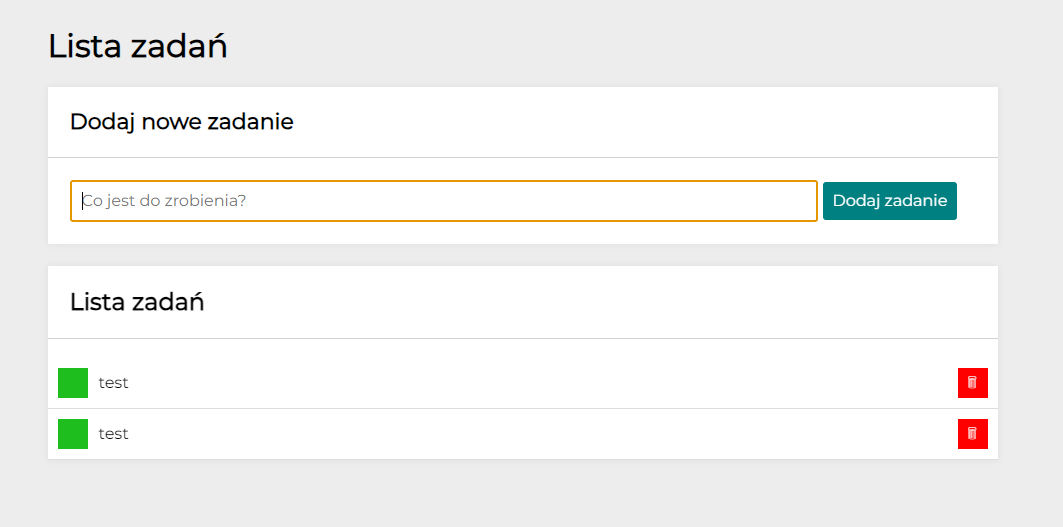 Lista zadań
Dodaj nowe zadanie
Co jest do zrobienia?
Dodaj zadanie
Lista zadań
test
test